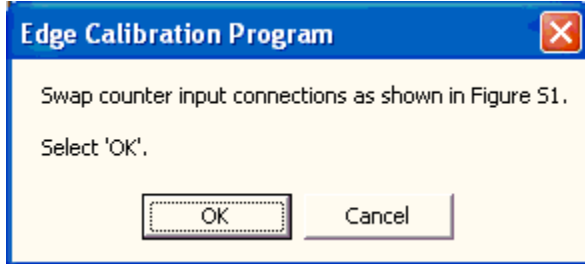 Edge Calibration Program
Swap counter input connections as shown in Figure S1.
Select 'OK'.
OK Cancel